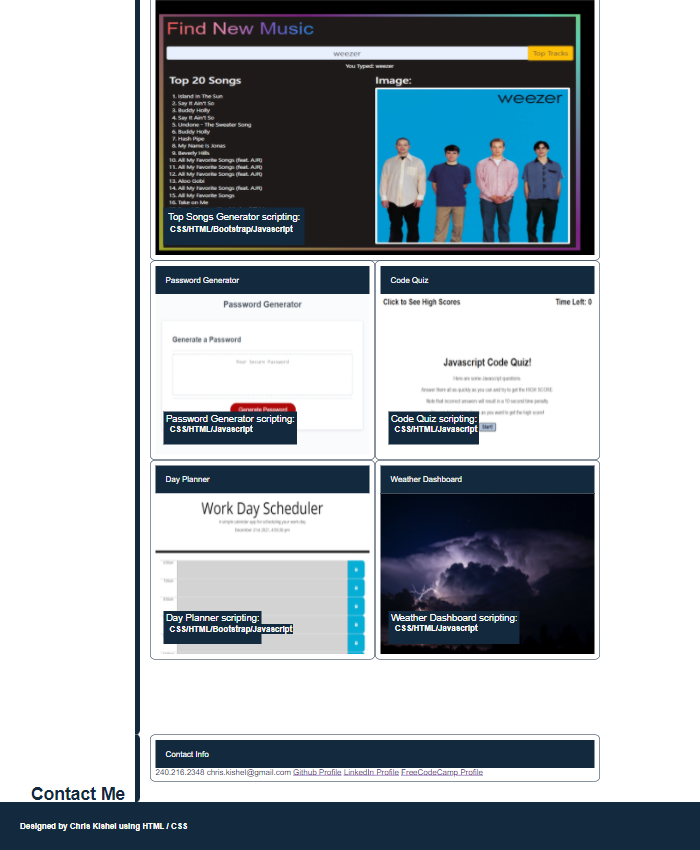 Find New Music
weezer
Top Tracks
You Typed: weezer
Top 20 Songs
Image:
1. Island In The Sun
2. Say It Ain't So
3. Buddy Holly
4. Say It Ain't So
5. Undone - The Sweater Song
6. Buddy Holly
7. Hash Pipe
8. My Name Is Jonas
9. Beverly Hills
10. All My Favorite Songs (feat. AJR)
11. All My Favorite Songs (feat. AJR)
12. All My Favorite Songs (feat. AJR)
13. Aloo Gobi
14. All My Favorite Songs (feat. AJR)
15. All My Favorite Songs
16. Take on Me
weezer
Top Songs Generator scripting:
CSS/HTML/Bootstrap/Javascript
Password Generator
Password Generator
Generate a Password
Your Secure Password
Generate Password
Password Generator scripting:
CSS/HTML/Javascript
Code Quiz
Click to See High Scores
Time Left: 0
Javascript Code Quiz!
Here are some Javascript questions.
Answer them as quickly as you can and try to get the HIGH SCORE.
Note that incorrect answers will result in a 10 second time penalty.
as you want to get the high score!
Start!
Code Quiz scripting:
CSS/HTML/Javascript
Day Planner
Work Day Scheduler
A simple calendar app for scheduling your work day
December 21st 2021, 4:03:30 pm
Day Planner scripting:
CSS/HTML/Bootstrap/Javascript
Weather Dashboard
Weather Dashboard scripting:
CSS/HTML/Javascript
Contact Info
240.216.2348 chris.kishel@gmail.com Github Profile LinkedIn Profile FreeCodeCamp Profile
Contact Me
Designed by Chris Kishel using HTML / CSS